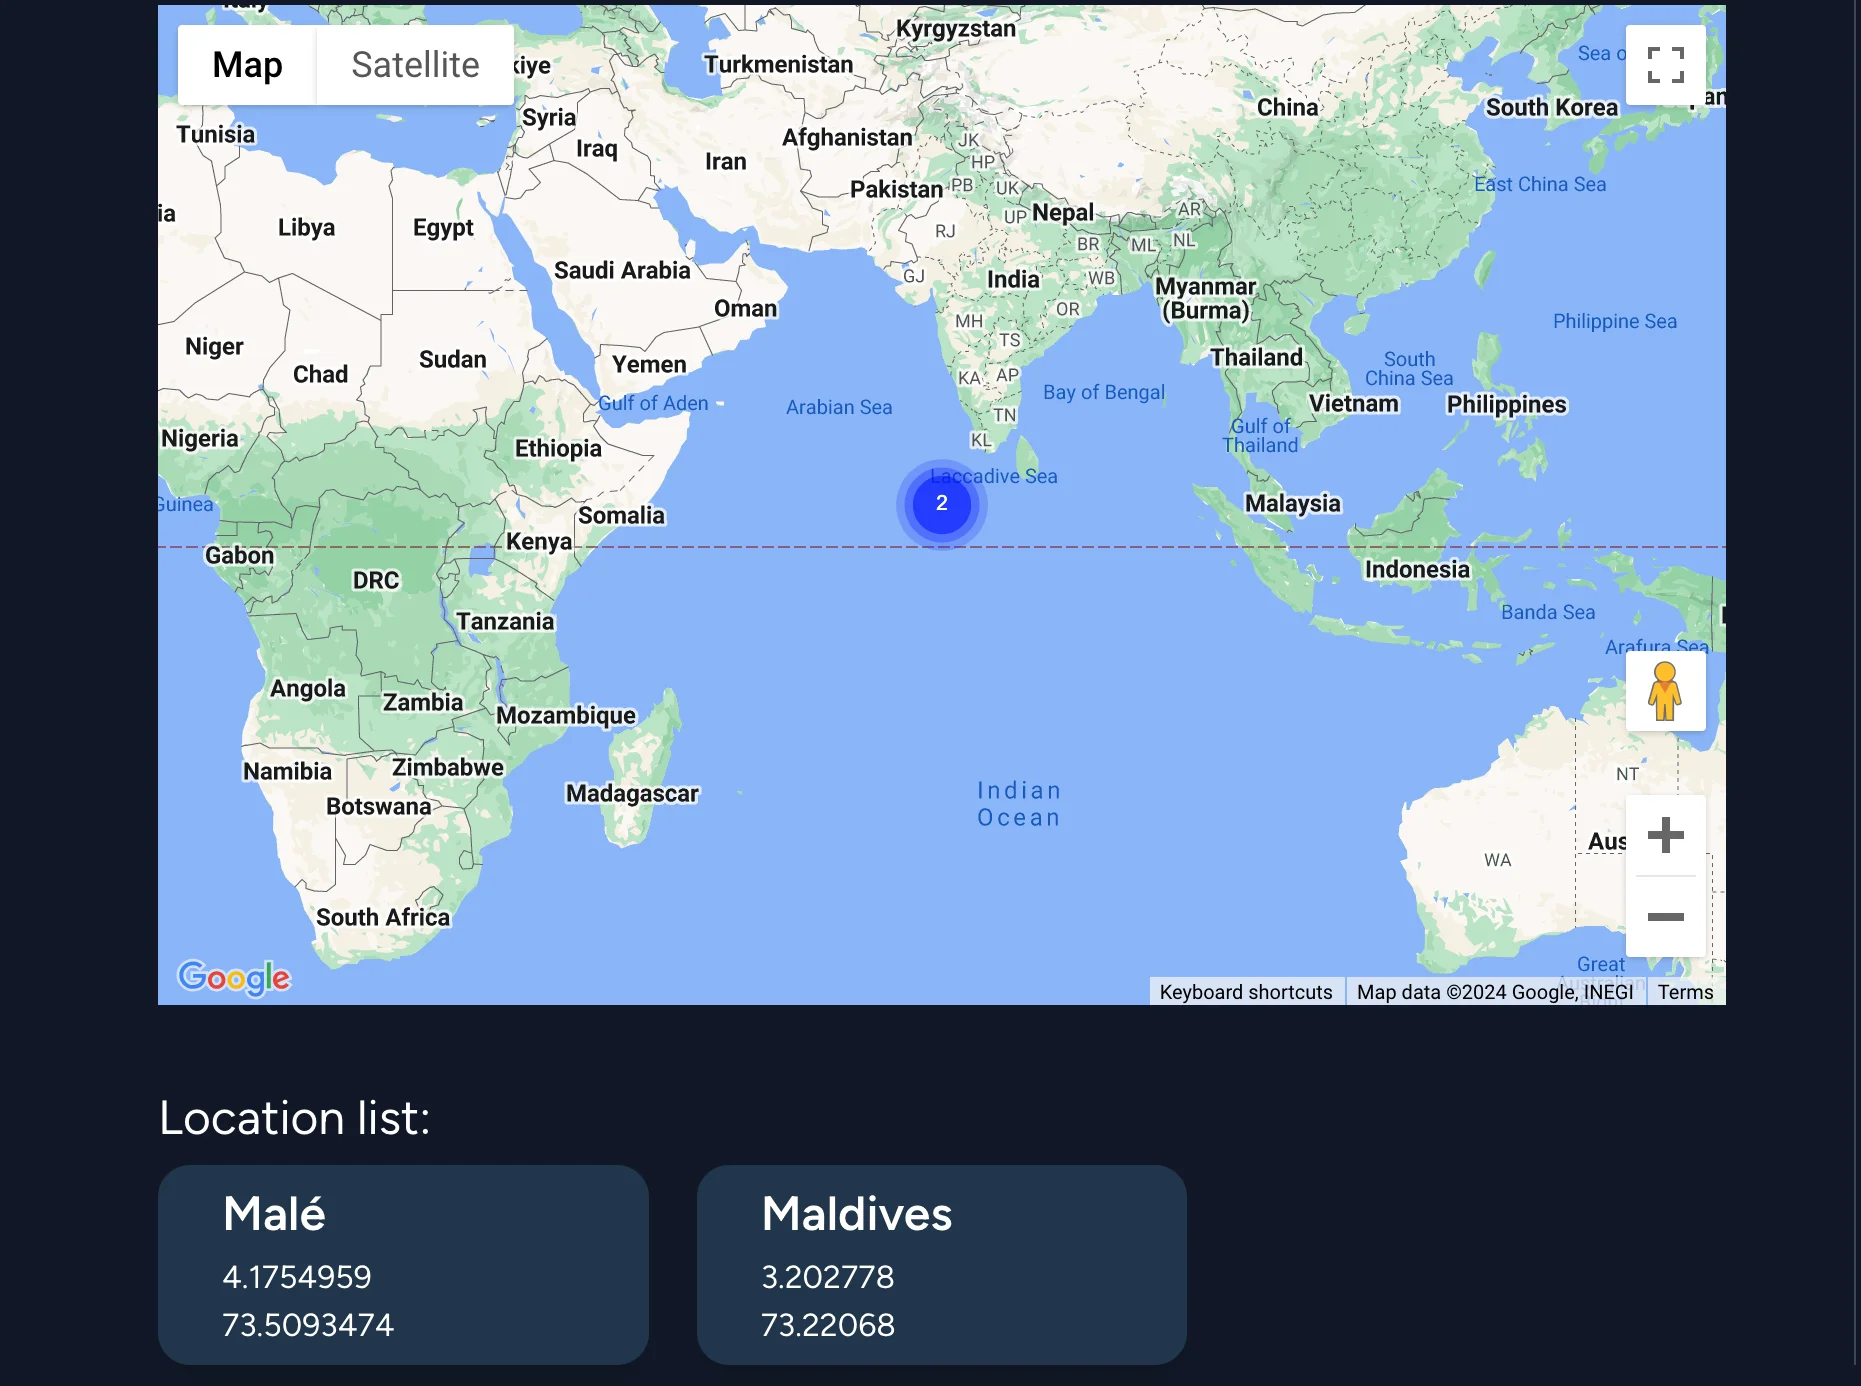 Italy
Map
Satellite
kiye
Turkmenistan
Kyrgyzstan
Sea o
China
South Korea
Tunisia
Syria
Iraq
Iran
Afghanistan
JK
HP
Pakistan
PB
UK
East China Sea
ia
Libya
Egypt
RJ
UP
Nepal
AR
BR
ML
NL
Saudi Arabia
GJ
India
WB
Myanmar
(Burma)
Oman
MH
OR
Philippine Sea
Niger
Chad
Sudan
Yemen
TS
Thailand
South
China Sea
KA
AP
Gulf of Aden
Arabian Sea
Bay of Bengal
Vietnam
Philippines
TN
Nigeria
Ethiopia
KL
Gulf of
Thailand
Laccadive Sea
Guinea
2
Malaysia
Somalia
Kenya
Gabon
DRC
Indonesia
Tanzania
Banda Sea
Arafura Sea
Angola
Zambia
Mozambique
Namibia
Zimbabwe
NT
Botswana
Madagascar
Indian
Ocean
Aus
WA
South Africa
Great
Australian
Google
Keyboard shortcuts
Map data ©2024 Google, INEGI
Terms
Location list:
Malé
4.1754959
73.5093474
Maldives
3.202778
73.22068